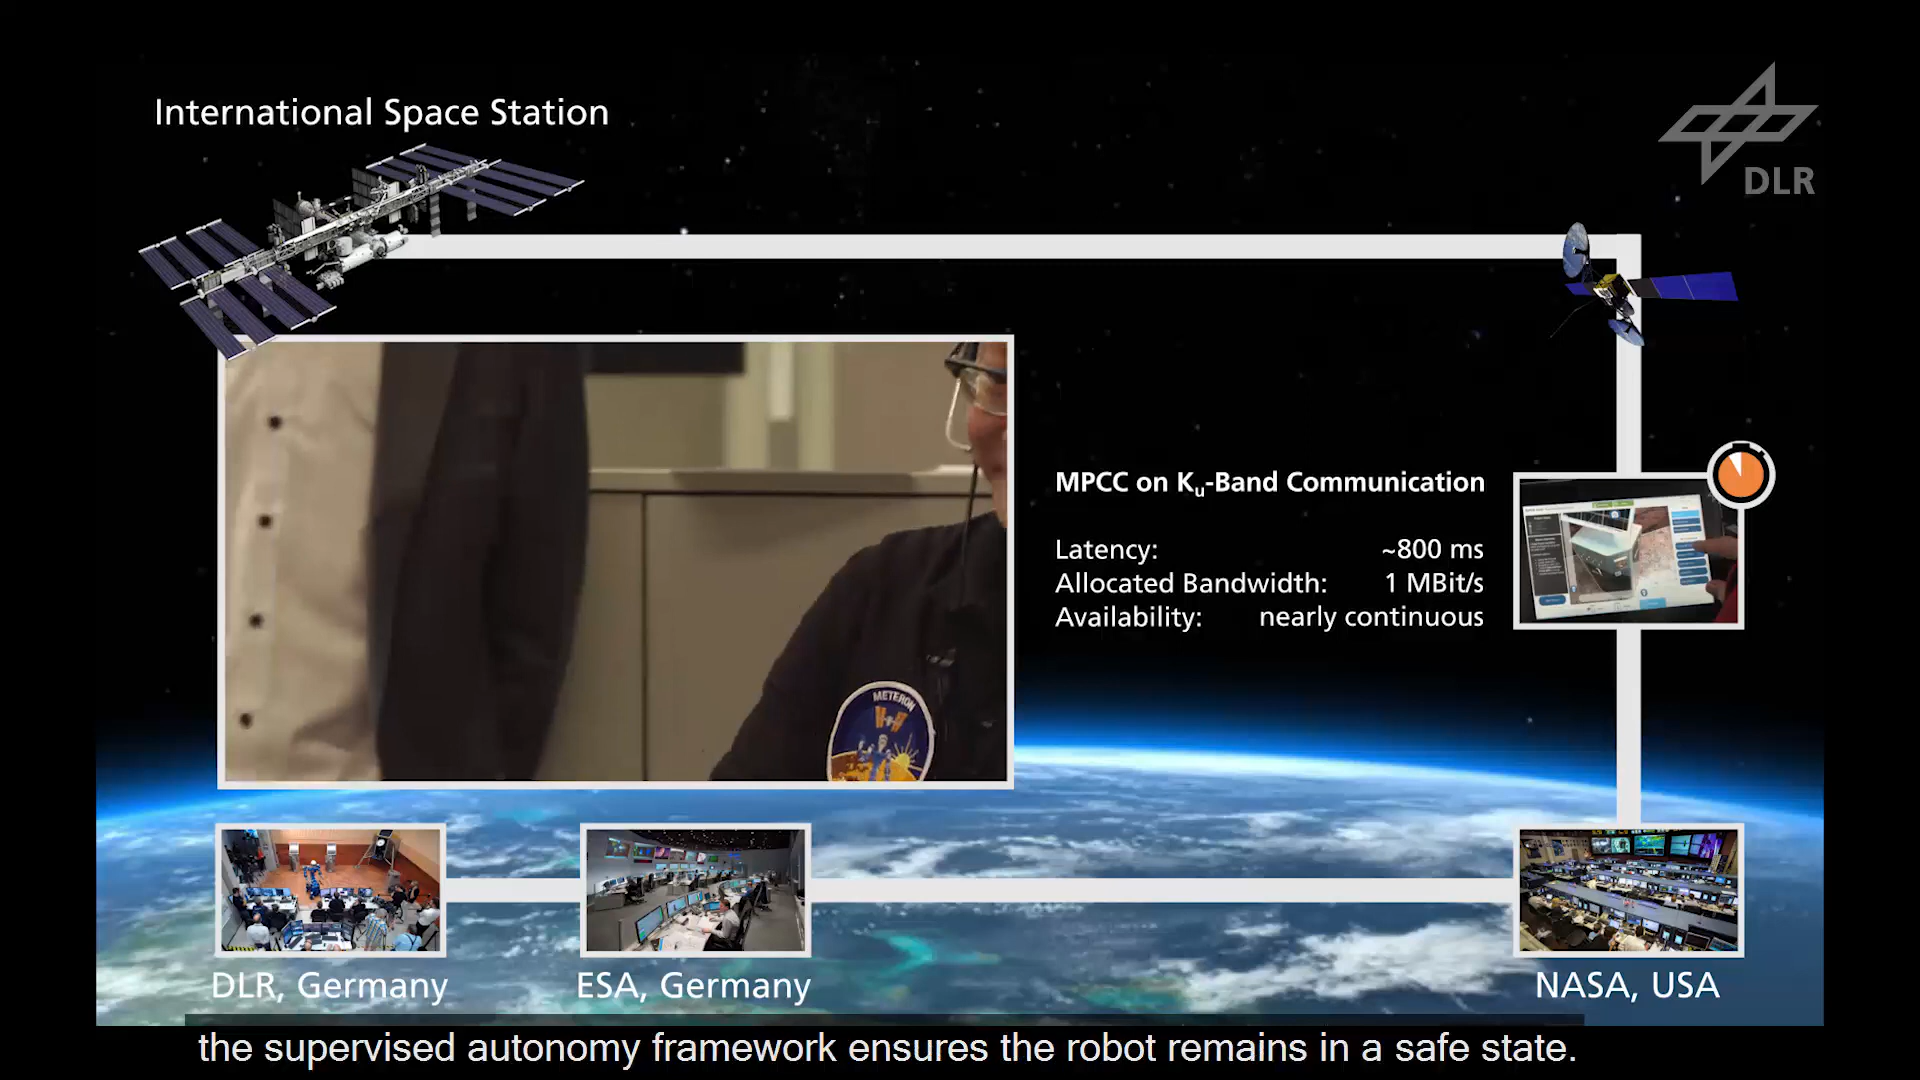 International Space Station
DLR
MPCC on Ku-Band Communication
Latency: ~800 ms
Allocated Bandwidth: 1 MBit/s
Availability: nearly continuous
METERON
DLR, Germany
ESA, Germany
NASA, USA
the supervised autonomy framework ensures the robot remains in a safe state.